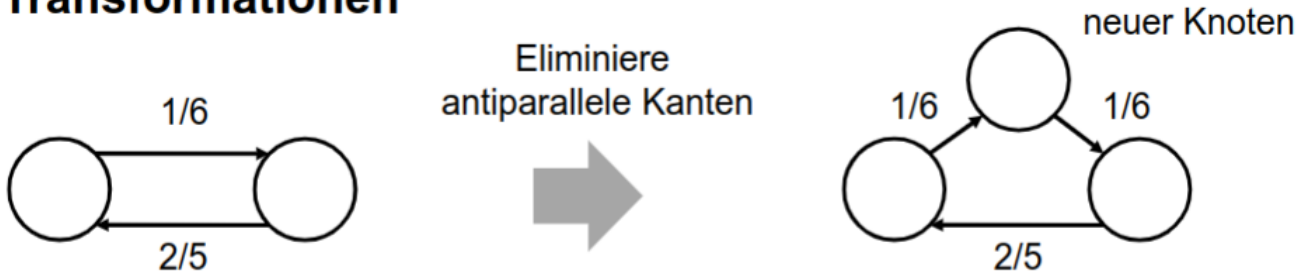 Transformationen
neuer Knoten
Eliminiere
antiparallele Kanten
1/6
2/5
1/6
1/6
2/5